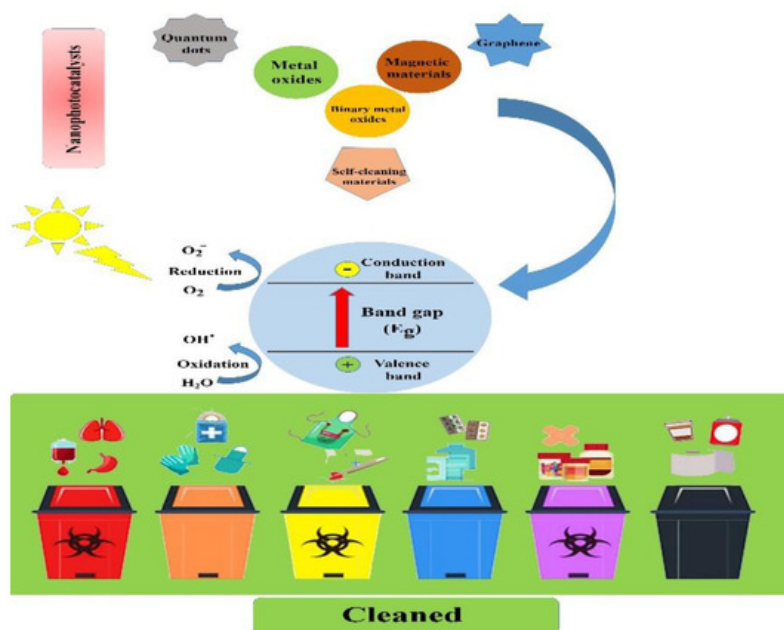 Nanophotocatalysts
Quantum
dots
Metal
oxides
Magnetic
materials
Graphene
Binary metal
oxides
Self-cleaning
materials
O₂⁻
Reduction
O₂
Conduction
band
Band gap
(Eg)
OH•
Oxidation
H₂O
Valence
band
Cleaned